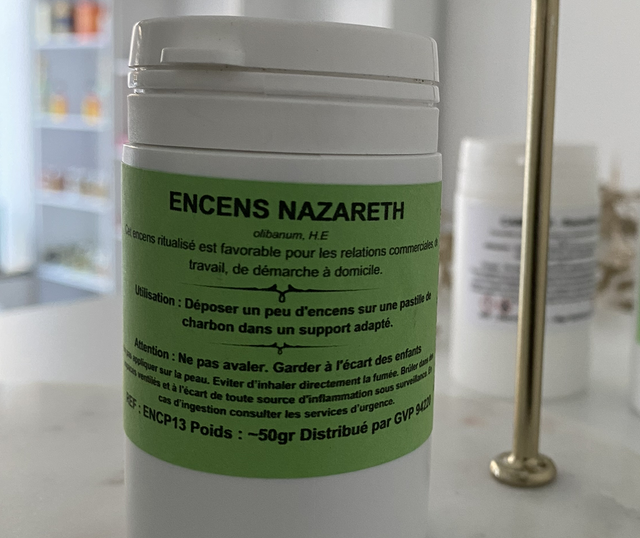 ENCENS NAZARETH
olibanum, H.E
Cet encens ritualisé est favorable pour les relations commerciales, de
travail, de démarche à domicile.
Utilisation : Déposer un peu d'encens sur une pastille de
charbon dans un support adapté.
Attention : Ne pas avaler. Garder à l'écart des enfants
pas appliquer sur la peau. Eviter d'inhaler directement la fumée. Brûler dans des
ventilés et à l'écart de toute source d'inflammation sous surveillance. En
cas d'ingestion consulter les services d'urgence.
REF : ENCP13 Poids : ~50gr Distribué par GVP 94220